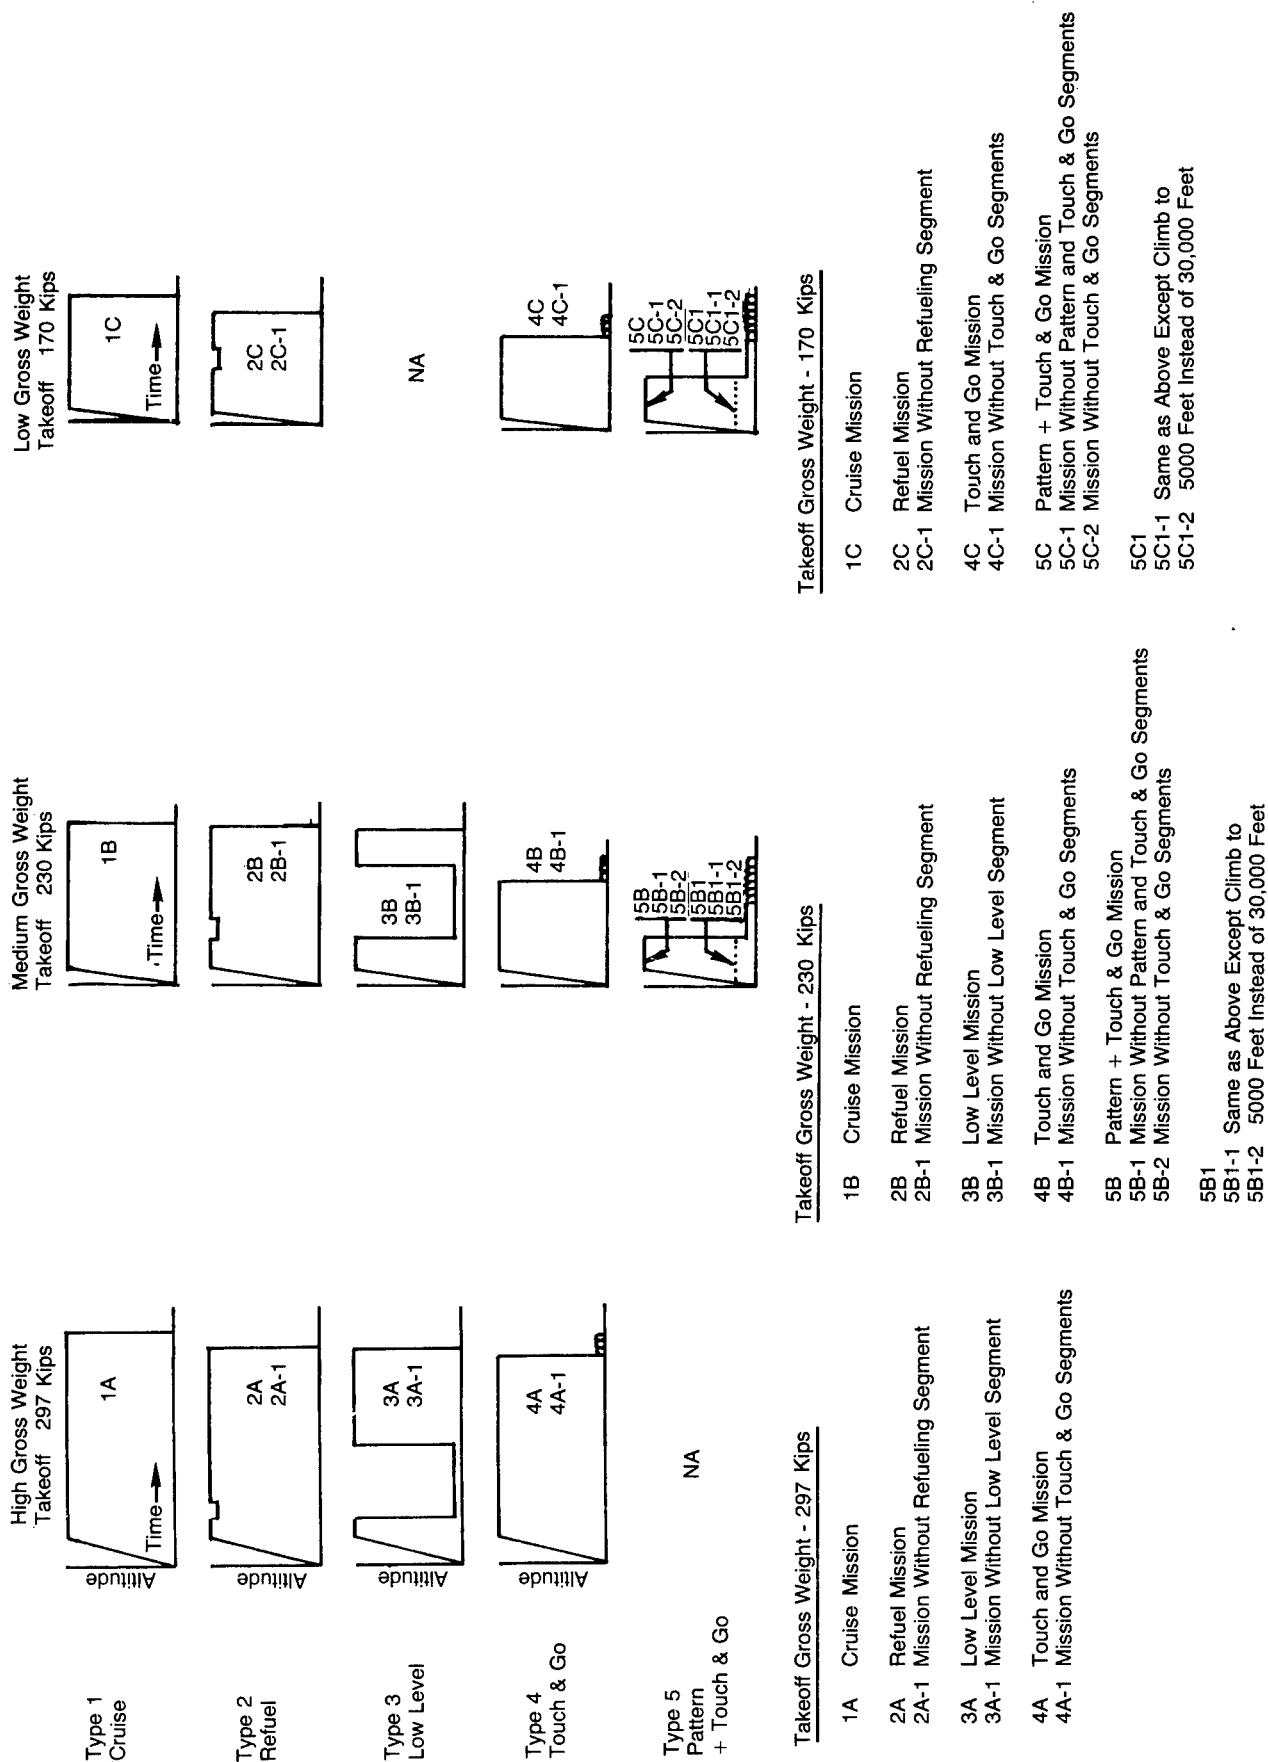 High Gross Weight
Takeoff 297 Kips
Medium Gross Weight
Takeoff 230 Kips
Low Gross Weight
Takeoff 170 Kips
Type 1
Cruise
Altitude
Time
1A
Time
1B
Time
1C
Type 2
Refuel
Altitude
2A
2A-1
2B
2B-1
2C
2C-1
Type 3
Low Level
Altitude
3A
3A-1
3B
3B-1
NA
Type 4
Touch & Go
Altitude
4A
4A-1
4B
4B-1
4C
4C-1
Type 5
Pattern
+ Touch & Go
NA
5B
5B-1
5B-2
5B1
5B1-1
5B1-2
5C
5C-1
5C-2
5C1
5C1-1
5C1-2
Takeoff Gross Weight - 297 Kips
1A Cruise Mission
2A Refuel Mission
2A-1 Mission Without Refueling Segment
3A Low Level Mission
3A-1 Mission Without Low Level Segment
4A Touch and Go Mission
4A-1 Mission Without Touch & Go Segments
Takeoff Gross Weight - 230 Kips
1B Cruise Mission
2B Refuel Mission
2B-1 Mission Without Refueling Segment
3B Low Level Mission
3B-1 Mission Without Low Level Segment
4B Touch and Go Mission
4B-1 Mission Without Touch & Go Segments
5B Pattern + Touch & Go Mission
5B-1 Mission Without Pattern and Touch & Go Segments
5B-2 Mission Without Touch & Go Segments
5B1
5B1-1 Same as Above Except Climb to
5B1-2 5000 Feet Instead of 30,000 Feet
Takeoff Gross Weight - 170 Kips
1C Cruise Mission
2C Refuel Mission
2C-1 Mission Without Refueling Segment
4C Touch and Go Mission
4C-1 Mission Without Touch & Go Segments
5C Pattern + Touch & Go Mission
5C-1 Mission Without Pattern and Touch & Go Segments
5C-2 Mission Without Touch & Go Segments
5C1
5C1-1 Same as Above Except Climb to
5C1-2 5000 Feet Instead of 30,000 Feet